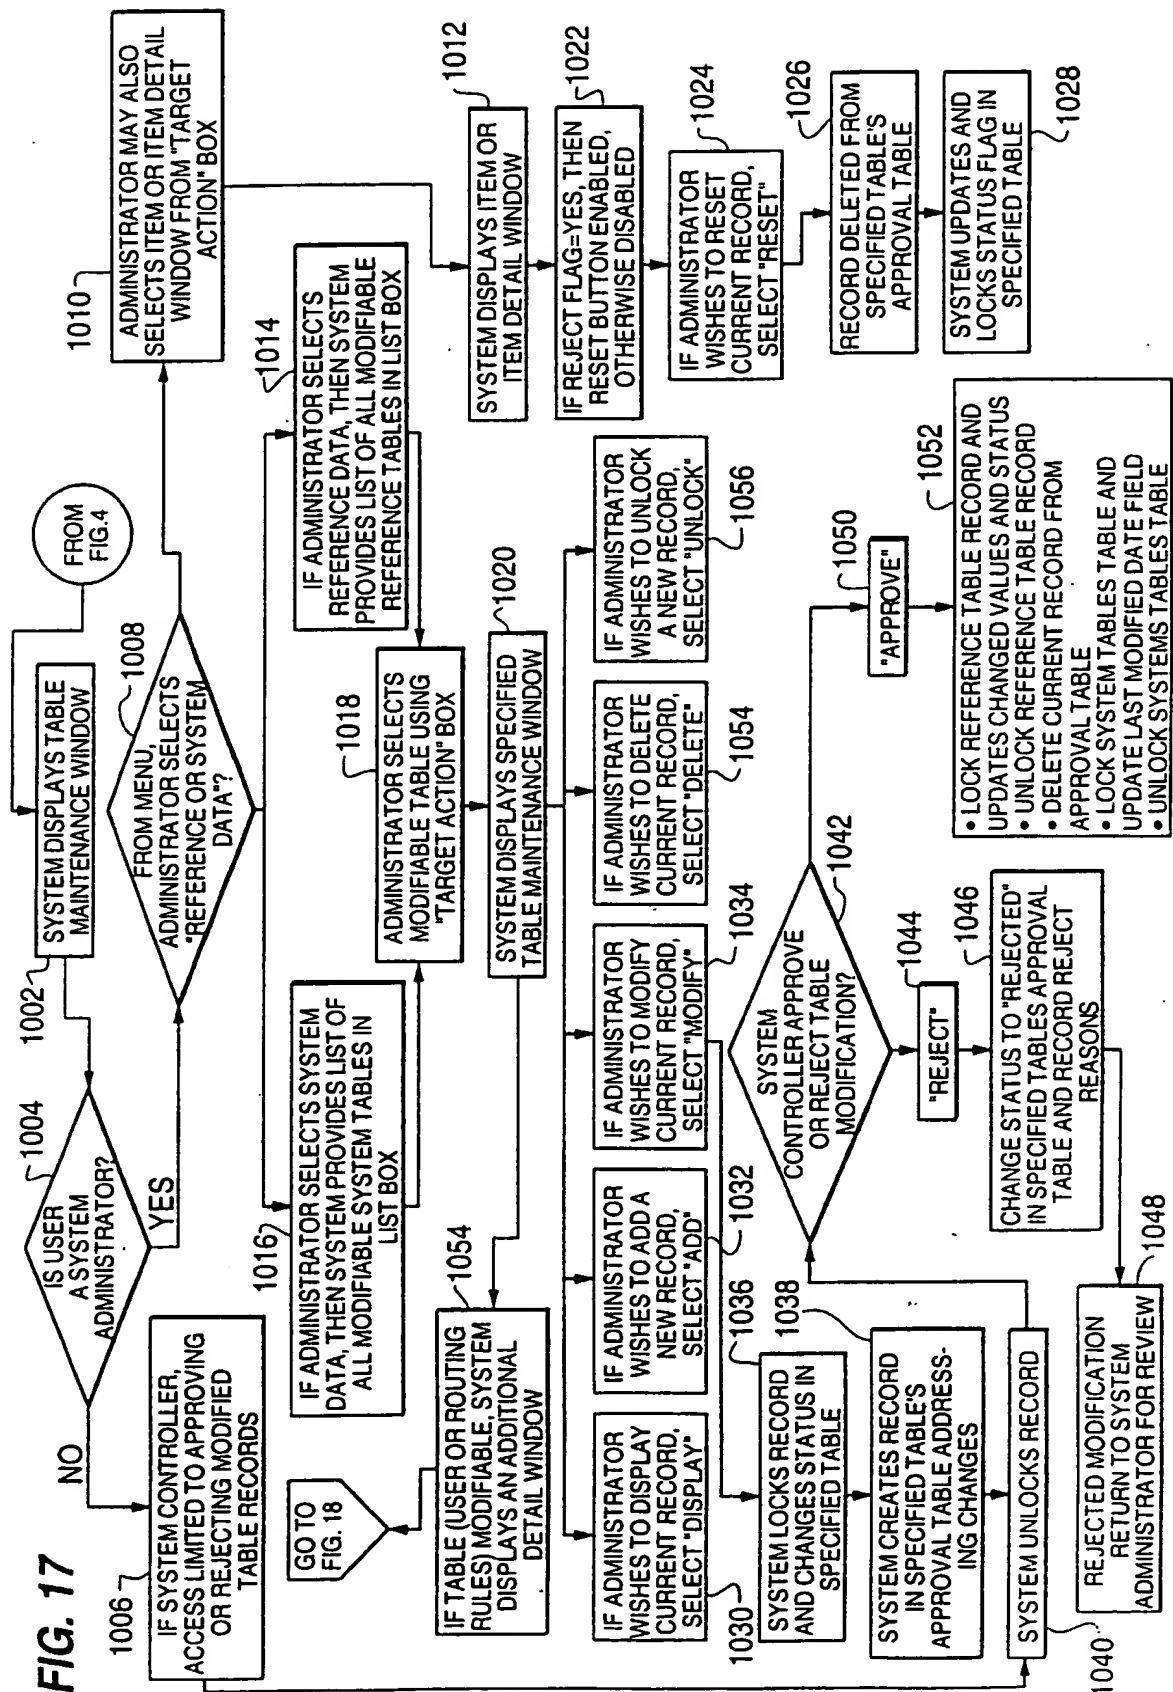 FIG. 17
FROM
FIG.4
SYSTEM DISPLAYS TABLE
MAINTENANCE WINDOW
1002
IS USER
A SYSTEM
ADMINISTRATOR?
1004
NO
YES
IF SYSTEM CONTROLLER,
ACCESS LIMITED TO APPROVING
OR REJECTING MODIFIED
TABLE RECORDS
1006
FROM MENU,
ADMINISTRATOR SELECTS
"REFERENCE OR SYSTEM
DATA"?
1008
ADMINISTRATOR MAY ALSO
SELECTS ITEM OR ITEM DETAIL
WINDOW FROM "TARGET
ACTION" BOX
1010
SYSTEM DISPLAYS ITEM OR
ITEM DETAIL WINDOW
1012
IF REJECT FLAG=YES, THEN
RESET BUTTON ENABLED,
OTHERWISE DISABLED
1022
IF ADMINISTRATOR
WISHES TO RESET
CURRENT RECORD,
SELECT "RESET"
1024
RECORD DELETED FROM
SPECIFIED TABLE'S
APPROVAL TABLE
1026
SYSTEM UPDATES AND
LOCKS STATUS FLAG IN
SPECIFIED TABLE
1028
IF ADMINISTRATOR SELECTS SYSTEM
DATA, THEN SYSTEM PROVIDES LIST OF
ALL MODIFIABLE SYSTEM TABLES IN
LIST BOX
1016
IF ADMINISTRATOR SELECTS
REFERENCE DATA, THEN SYSTEM
PROVIDES LIST OF ALL MODIFIABLE
REFERENCE TABLES IN LIST BOX
1014
ADMINISTRATOR SELECTS
MODIFIABLE TABLE USING
"TARGET ACTION" BOX
1018
SYSTEM DISPLAYS SPECIFIED
TABLE MAINTENANCE WINDOW
1020
IF TABLE (USER OR ROUTING
RULES) MODIFIABLE, SYSTEM
DISPLAYS AN ADDITIONAL
DETAIL WINDOW
1054
GO TO
FIG. 18
IF ADMINISTRATOR
WISHES TO DISPLAY
CURRENT RECORD,
SELECT "DISPLAY"
1030
IF ADMINISTRATOR
WISHES TO ADD A
NEW RECORD,
SELECT "ADD"
1032
IF ADMINISTRATOR
WISHES TO MODIFY
CURRENT RECORD,
SELECT "MODIFY"
1034
IF ADMINISTRATOR
WISHES TO DELETE
CURRENT RECORD,
SELECT "DELETE"
1054
IF ADMINISTRATOR
WISHES TO UNLOCK
A NEW RECORD,
SELECT "UNLOCK"
1056
SYSTEM LOCKS RECORD
AND CHANGES STATUS IN
SPECIFIED TABLE
1036
SYSTEM CREATES RECORD
IN SPECIFIED TABLE'S
APPROVAL TABLE ADDRESS-
ING CHANGES
1038
SYSTEM UNLOCKS RECORD
1040
SYSTEM
CONTROLLER APPROVE
OR REJECT TABLE
MODIFICATION?
1042
"REJECT"
1044
CHANGE STATUS TO "REJECTED"
IN SPECIFIED TABLES APPROVAL
TABLE AND RECORD REJECT
REASONS
1046
REJECTED MODIFICATION
RETURN TO SYSTEM
ADMINISTRATOR FOR REVIEW
1048
"APPROVE"
1050
• LOCK REFERENCE TABLE RECORD AND
UPDATES CHANGED VALUES AND STATUS
• UNLOCK REFERENCE TABLE RECORD
• DELETE CURRENT RECORD FROM
APPROVAL TABLE
• LOCK SYSTEM TABLES TABLE AND
UPDATE LAST MODIFIED DATE FIELD
• UNLOCK SYSTEMS TABLES TABLE
1052